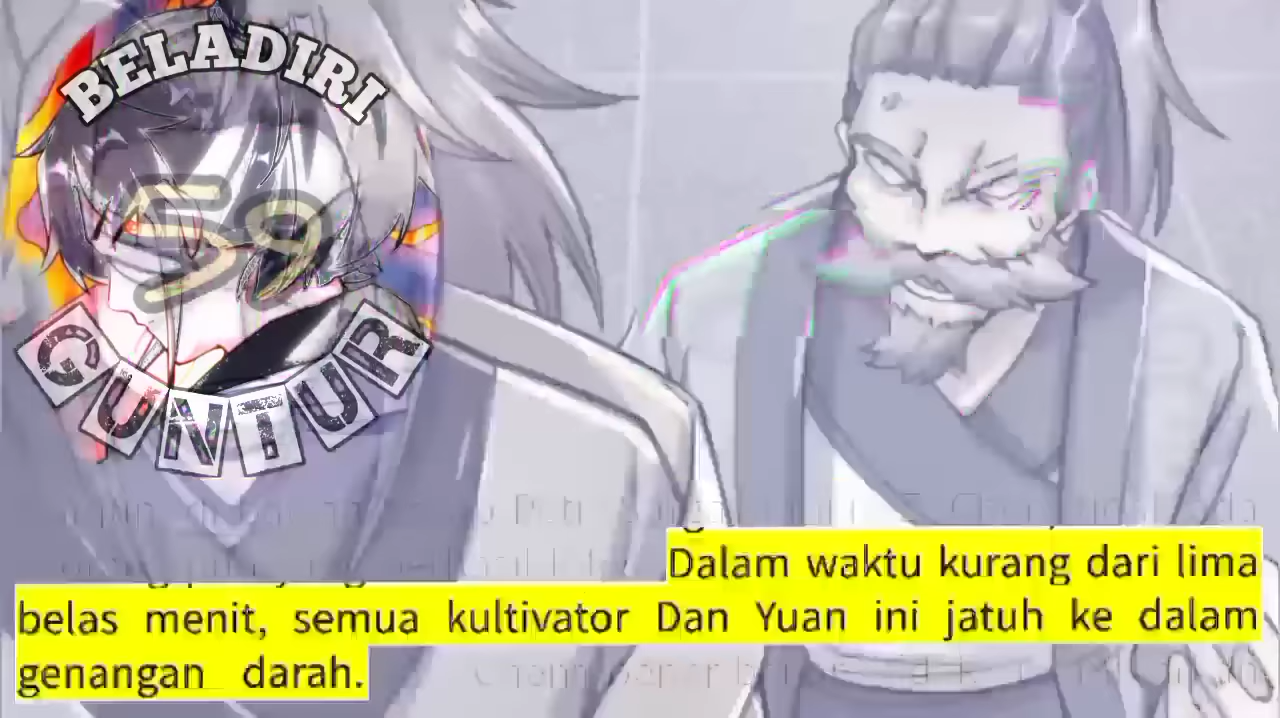 BELADIRI
59
GUNTUR
Dalam waktu kurang dari lima
belas menit, semua kultivator Dan Yuan ini jatuh ke dalam
genangan darah.